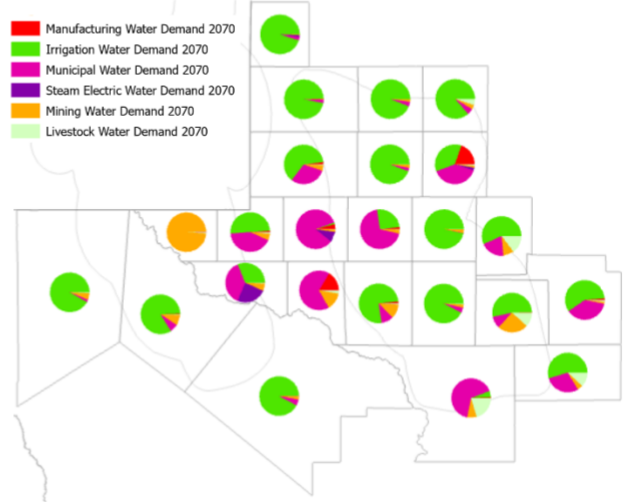 Manufacturing Water Demand 2070
Irrigation Water Demand 2070
Municipal Water Demand 2070
Steam Electric Water Demand 2070
Mining Water Demand 2070
Livestock Water Demand 2070